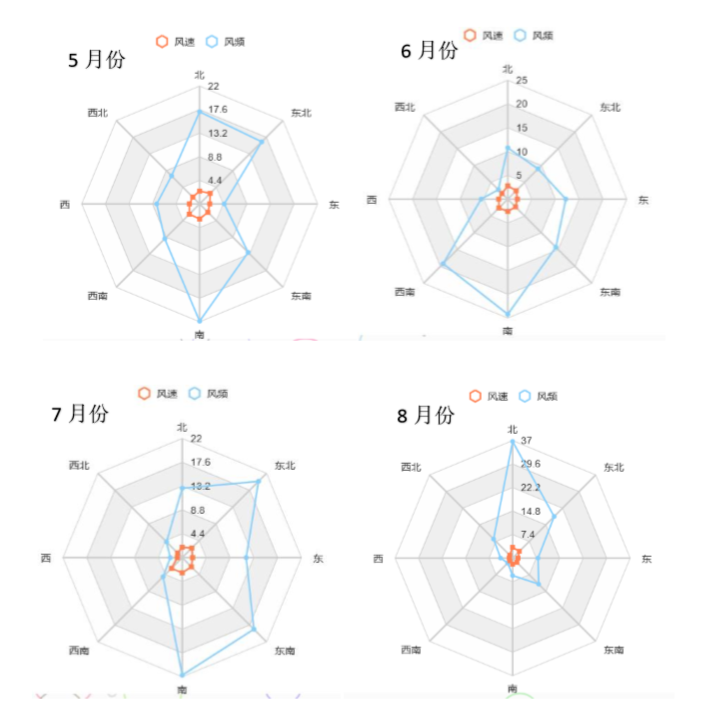 风速 风频
5 月份
北
22
17.6
13.2
8.8
4.4
西北
东北
西
东
西南
东南
南
风速 风频
6 月份
北
25
20
15
10
5
西北
东北
西
东
西南
东南
南
风速 风频
7 月份
北
22
17.6
13.2
8.8
4.4
西北
东北
西
东
西南
东南
南
风速 风频
8 月份
北
37
29.6
22.2
14.8
7.4
西北
东北
西
东
西南
东南
南